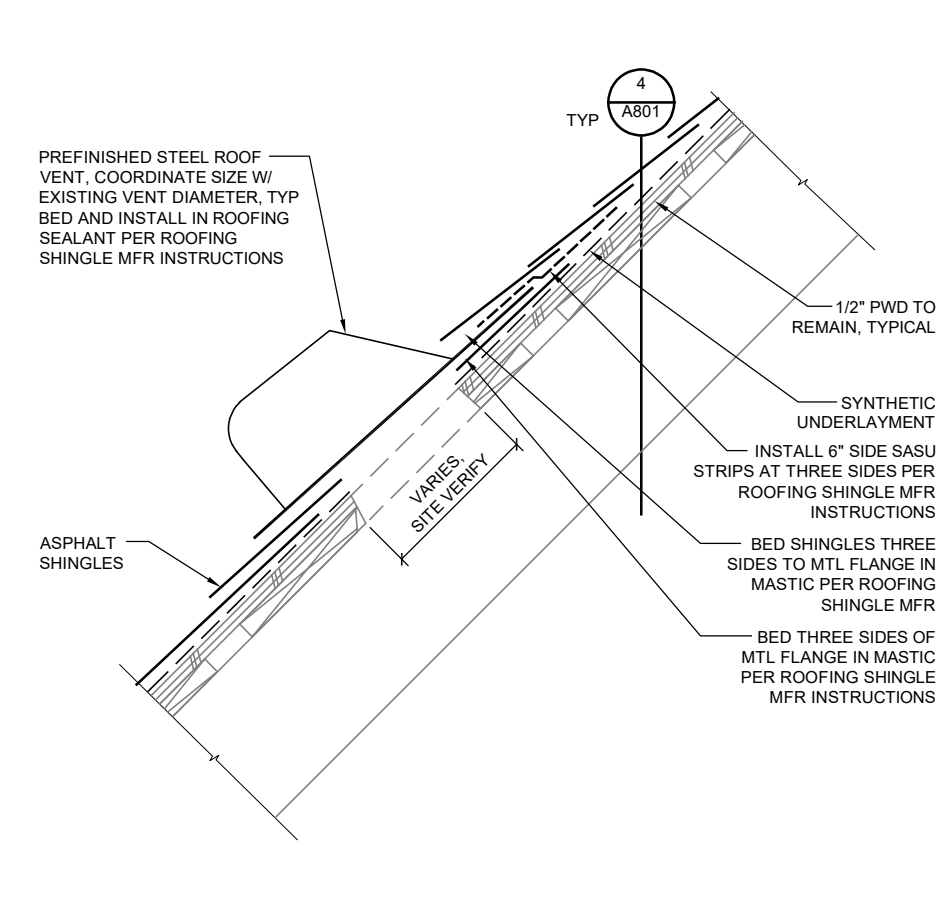 4
A801
TYP
PREFINISHED STEEL ROOF
VENT, COORDINATE SIZE W/
EXISTING VENT DIAMETER, TYP
BED AND INSTALL IN ROOFING
SEALANT PER ROOFING
SHINGLE MFR INSTRUCTIONS
1/2" PWD TO
REMAIN, TYPICAL
SYNTHETIC
UNDERLAYMENT
INSTALL 6" SIDE SASU
STRIPS AT THREE SIDES PER
ROOFING SHINGLE MFR
INSTRUCTIONS
VARIES,
SITE VERIFY
ASPHALT
SHINGLES
BED SHINGLES THREE
SIDES TO MTL FLANGE IN
MASTIC PER ROOFING
SHINGLE MFR
BED THREE SIDES OF
MTL FLANGE IN MASTIC
PER ROOFING SHINGLE
MFR INSTRUCTIONS